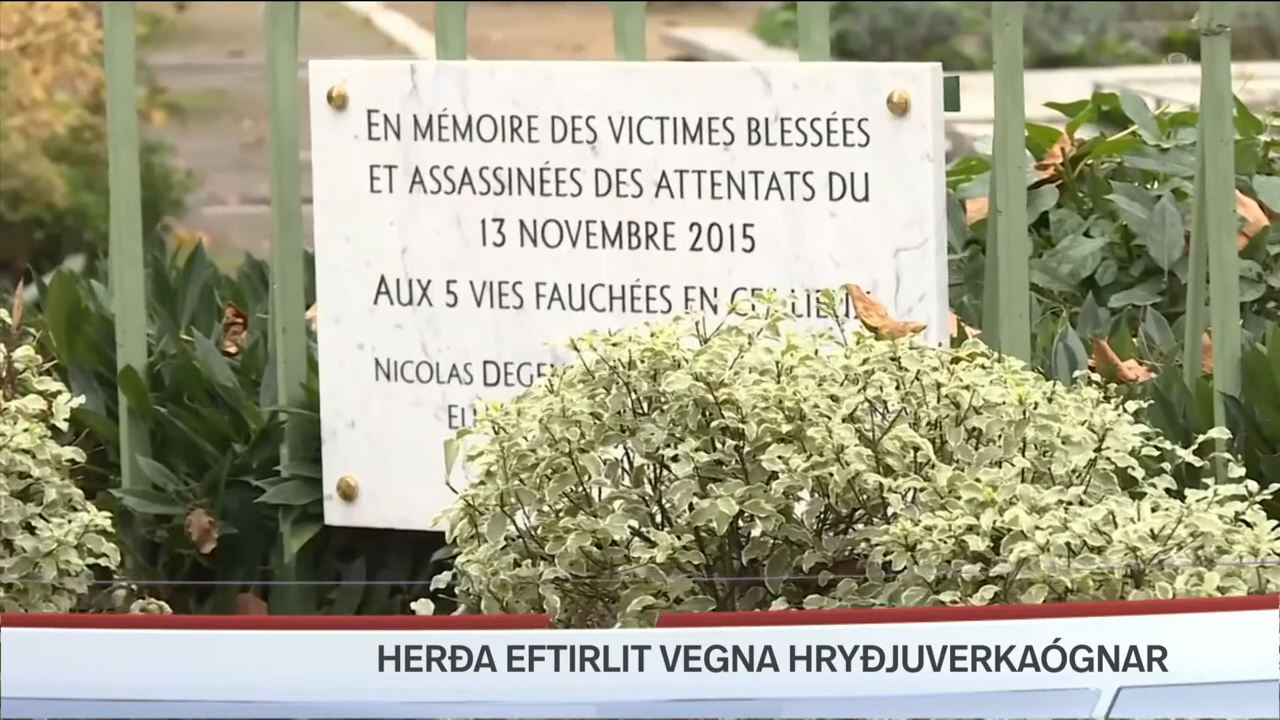 EN MÉMOIRE DES VICTIMES BLESSÉES
ET ASSASSINÉES DES ATTENTATS DU
13 NOVEMBRE 2015
AUX 5 VIES FAUCHÉES EN
NICOLAS
HERÐA EFTIRLIT VEGNA HRYÐJUVERKAÓGNAR